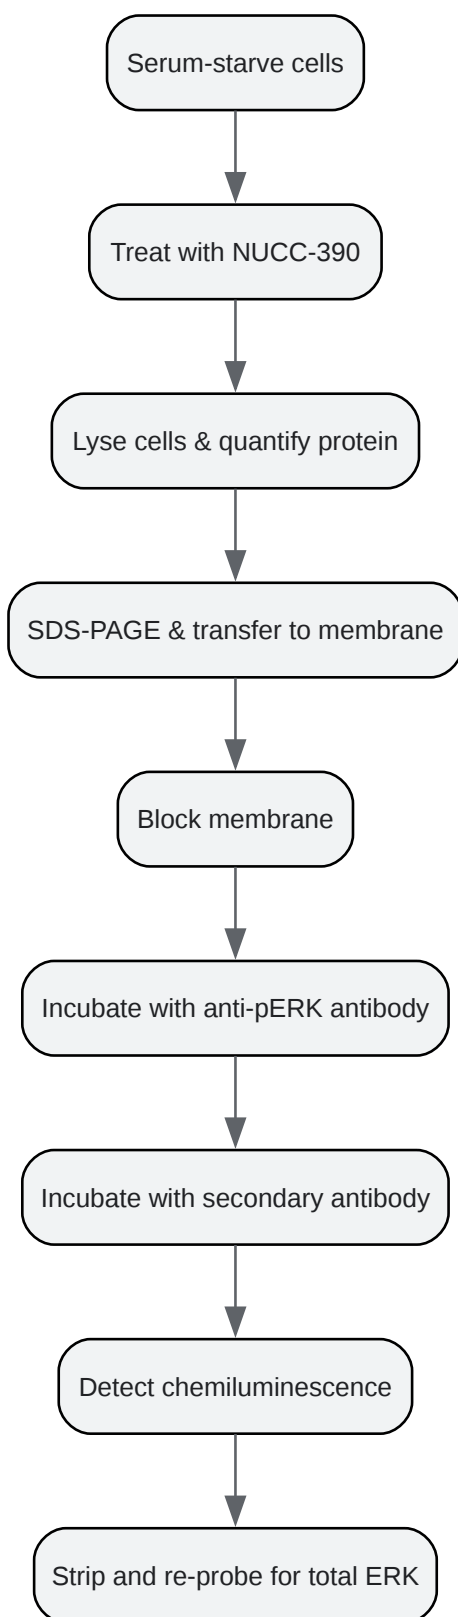 Serum-starve cells
Treat with NUCC-390
Lyse cells & quantify protein
SDS-PAGE & transfer to membrane
Block membrane
Incubate with anti-pERK antibody
Incubate with secondary antibody
Detect chemiluminescence
Strip and re-probe for total ERK